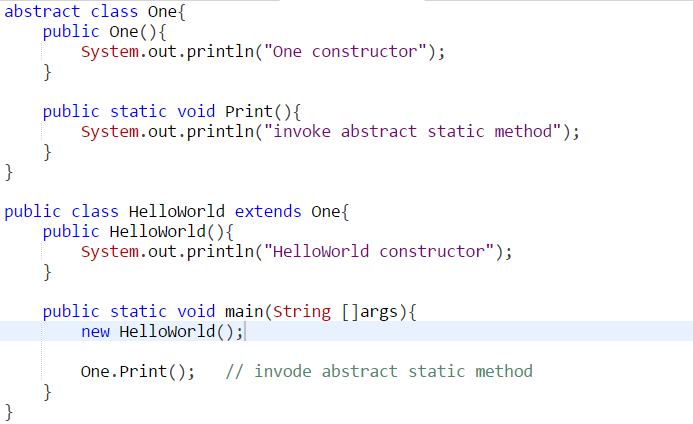 abstract class One{
    public One(){
        System.out.println("One constructor");
    }

    public static void Print(){
        System.out.println("invoke abstract static method");
    }
}

public class HelloWorld extends One{
    public HelloWorld(){
        System.out.println("HelloWorld constructor");
    }

    public static void main(String []args){
        new HelloWorld();

        One.Print();   // invode abstract static method
    }
}